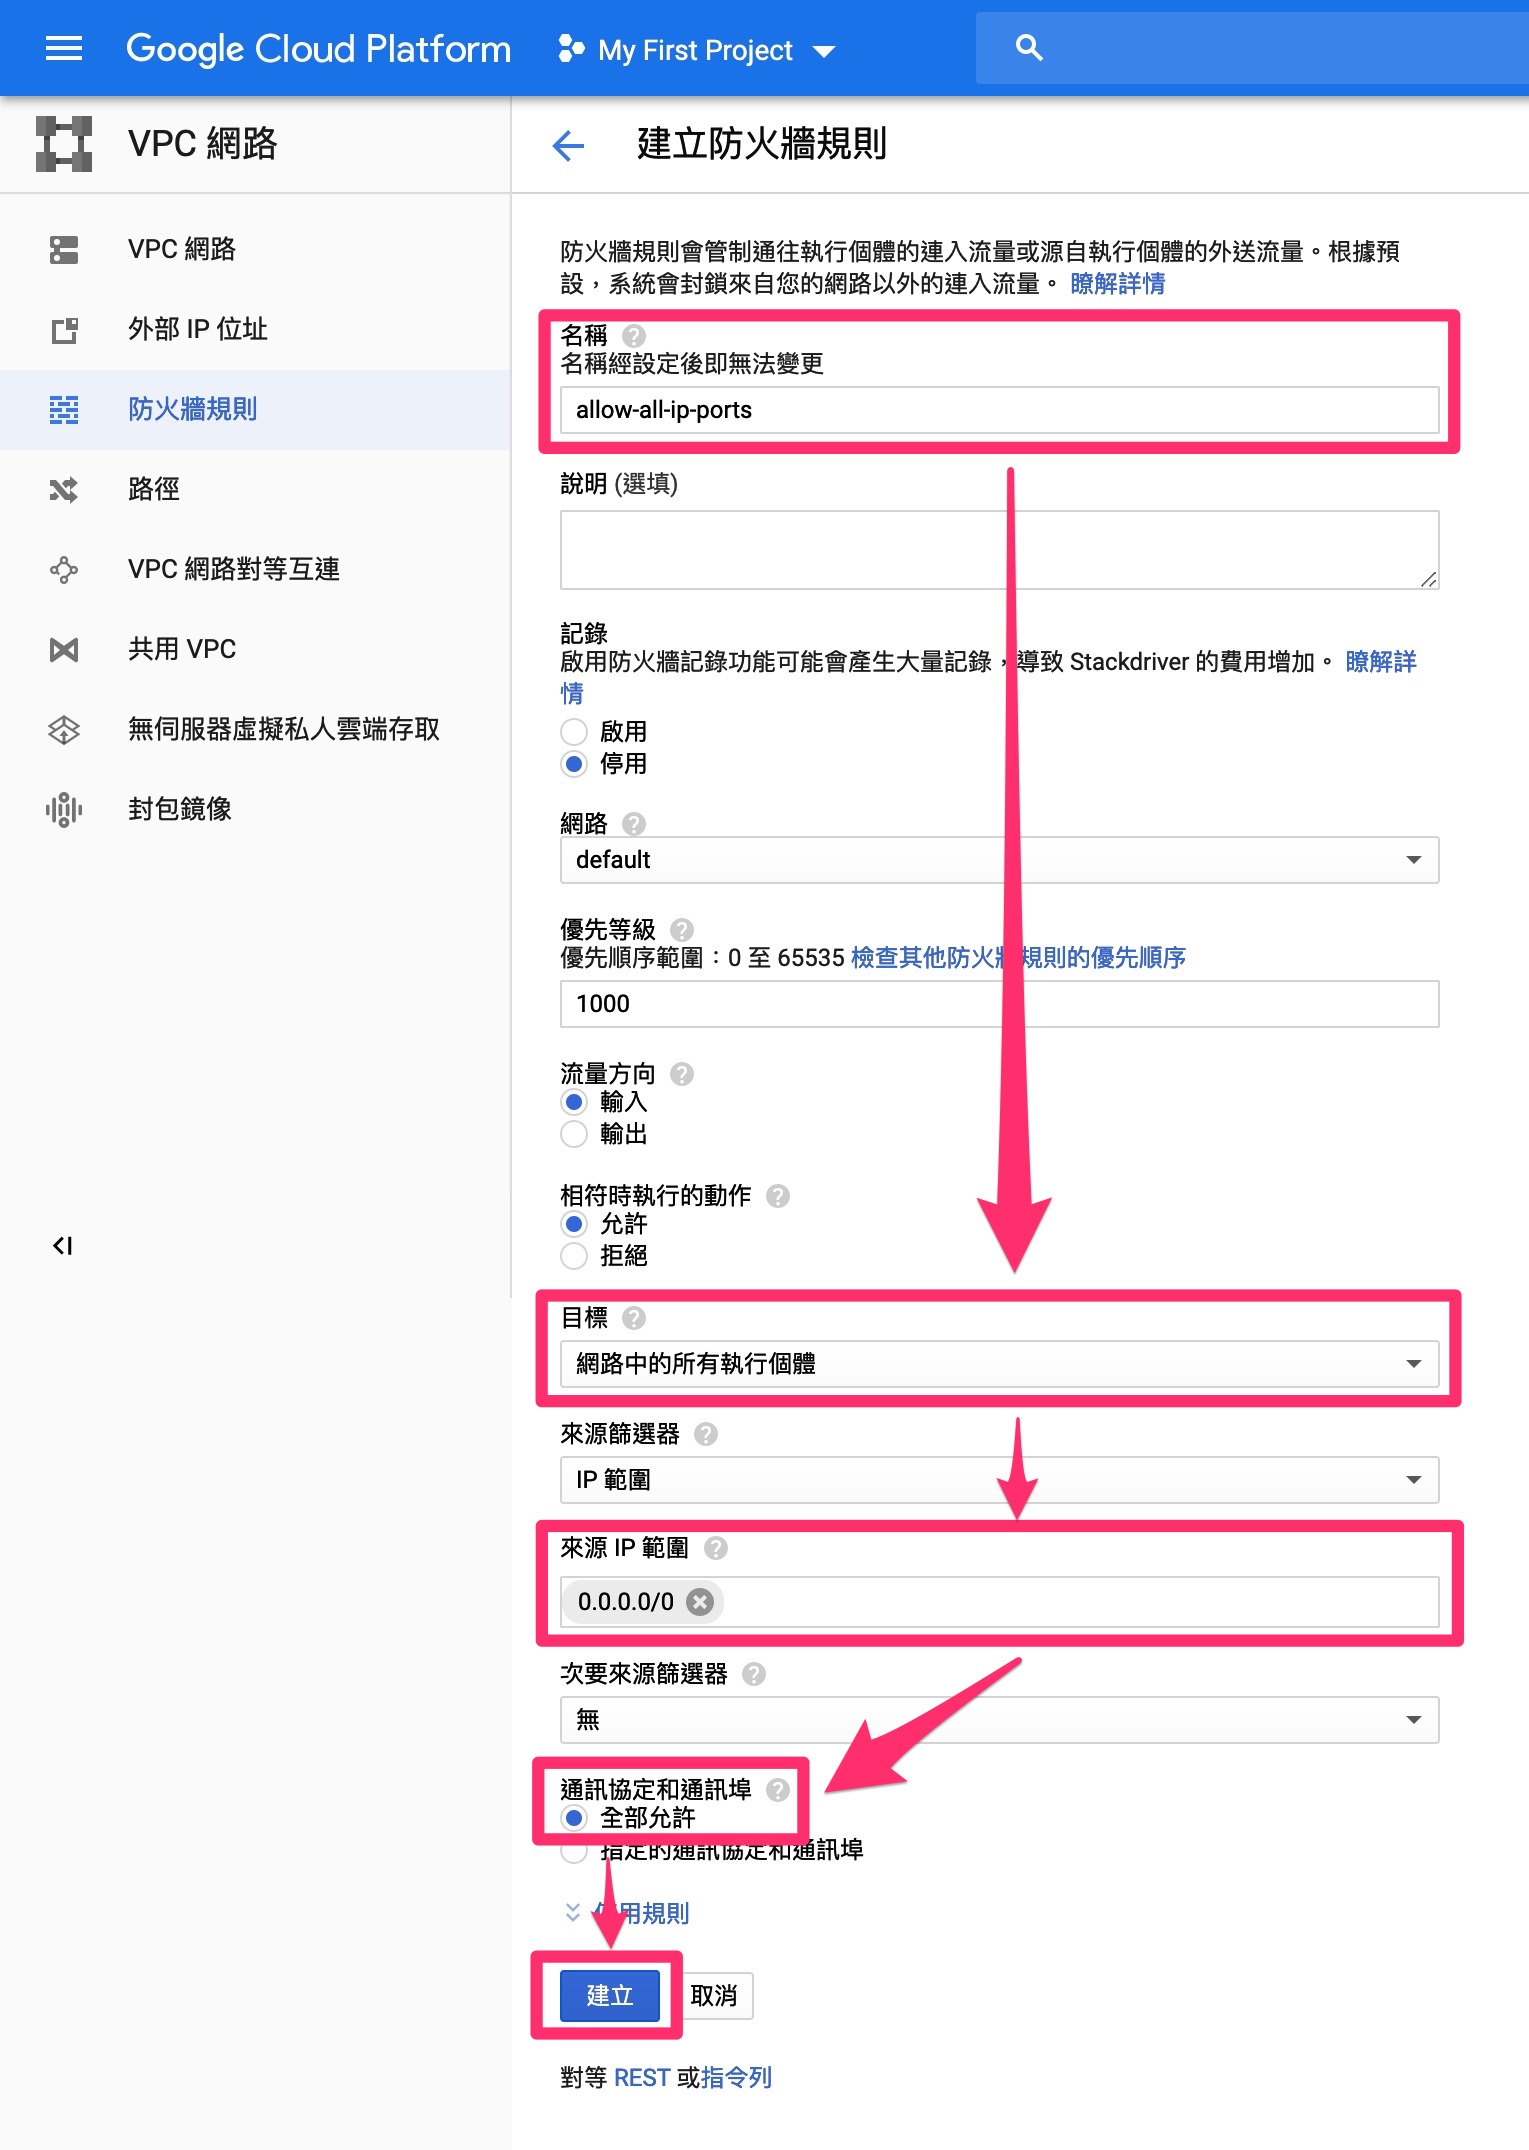 Google Cloud Platform
My First Project
VPC 網路
建立防火牆規則
VPC 網路
外部 IP 位址
防火牆規則
路徑
VPC 網路對等互連
共用 VPC
無伺服器虛擬私人雲端存取
封包鏡像
防火牆規則會管制通往執行個體的連入流量或源自執行個體的外送流量。根據預
設，系統會封鎖來自您的網路以外的連入流量。 瞭解詳情
名稱
名稱經設定後即無法變更
allow-all-ip-ports
說明 (選填)
記錄
啟用防火牆記錄功能可能會產生大量記錄，導致 Stackdriver 的費用增加。 瞭解詳
情
啟用
停用
網路
default
優先等級
優先順序範圍：0 至 65535 檢查其他防火牆規則的優先順序
1000
流量方向
輸入
輸出
相符時執行的動作
允許
拒絕
目標
網路中的所有執行個體
來源篩選器
IP 範圍
來源 IP 範圍
0.0.0.0/0
次要來源篩選器
無
通訊協定和通訊埠
全部允許
指定的通訊協定和通訊埠
停用規則
建立
取消
對等 REST 或指令列